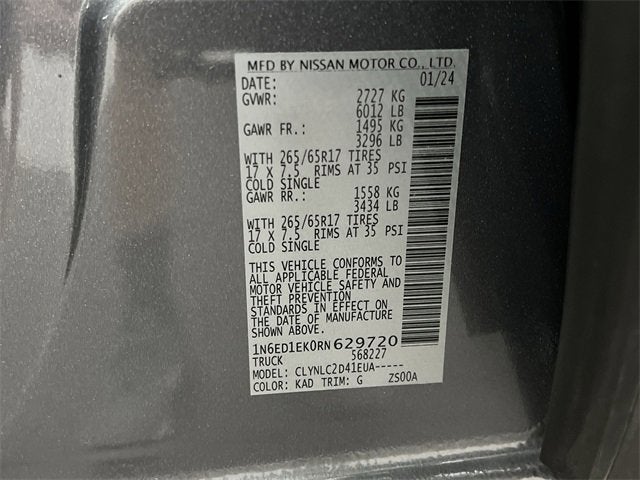 MFD BY NISSAN MOTOR CO., LTD.
DATE: 01/24
GVWR: 2727 KG
6012 LB
GAWR FR.: 1495 KG
3296 LB
WITH 265/65R17 TIRES
17 X 7.5 RIMS AT 35 PSI
COLD SINGLE
GAWR RR.: 1558 KG
3434 LB
WITH 265/65R17 TIRES
17 X 7.5 RIMS AT 35 PSI
COLD SINGLE
THIS VEHICLE CONFORMS TO
ALL APPLICABLE FEDERAL
MOTOR VEHICLE SAFETY AND
THEFT PREVENTION
STANDARDS IN EFFECT ON
THE DATE OF MANUFACTURE
SHOWN ABOVE.
1N6ED1EK0RN629720
TRUCK 568227
MODEL: CLYNLC2D41EUA-----
COLOR: KAD TRIM: G ZS00A